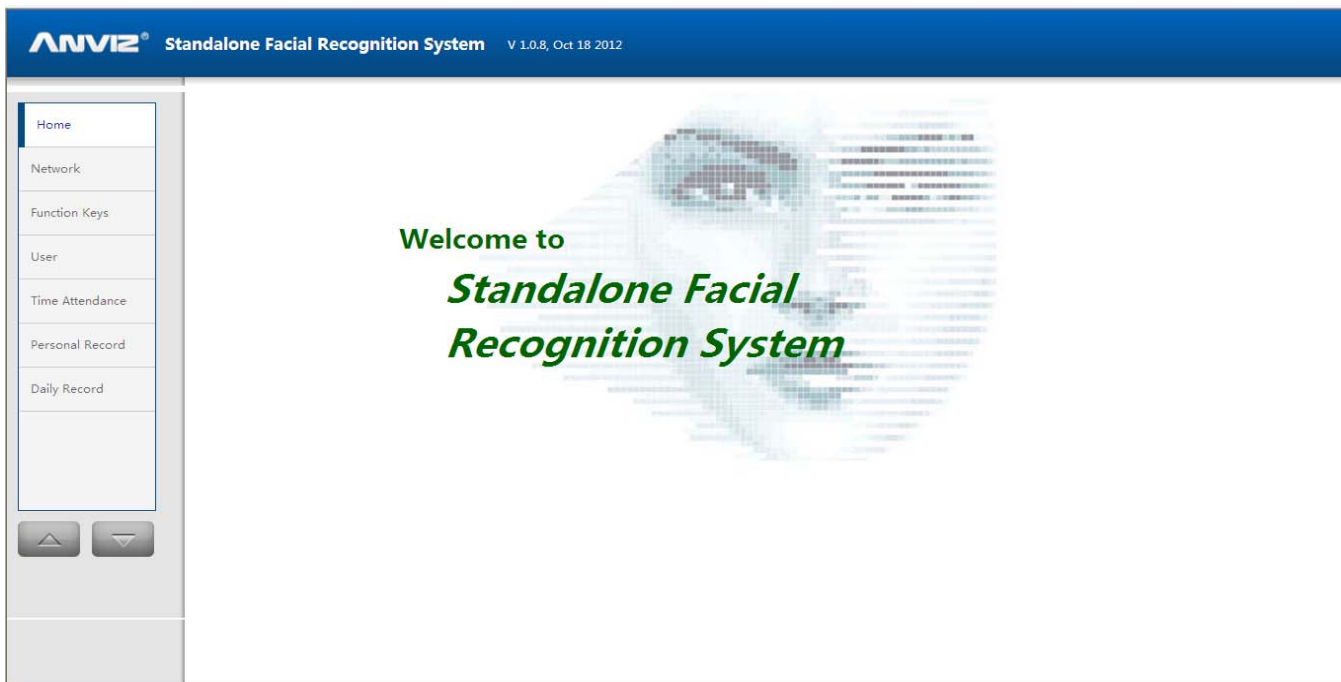 ANVIZ® Standalone Facial Recognition System V 1.0.8, Oct 18 2012
Home
Network
Function Keys
User
Time Attendance
Personal Record
Daily Record
Welcome to
Standalone Facial
Recognition System